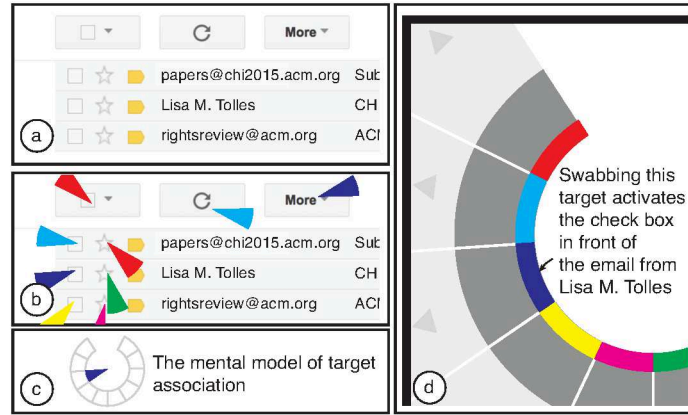 More
papers@chi2015.acm.org Sub
Lisa M. Tolles CH
rightsreview@acm.org ACM
a
More
papers@chi2015.acm.org Sub
Lisa M. Tolles CH
rightsreview@acm.org ACM
b
The mental model of target
association
c
Swabbing this
target activates
the check box
in front of
the email from
Lisa M. Tolles
d